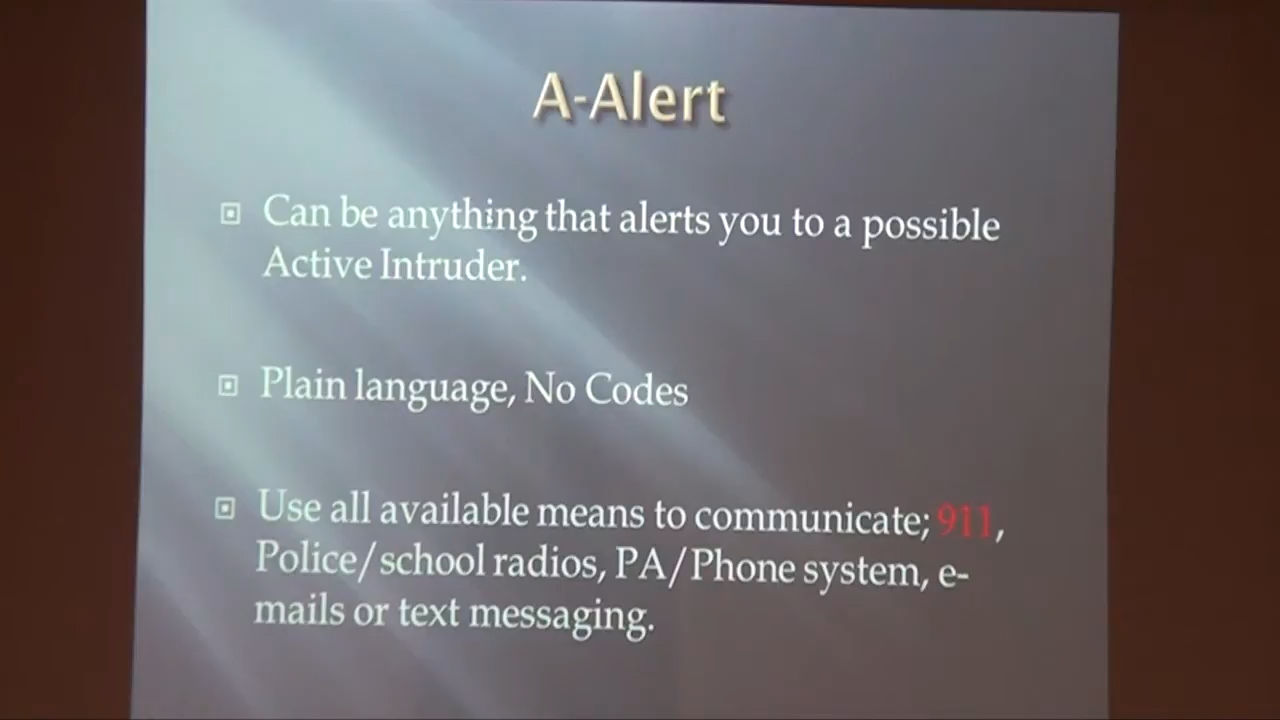 A-Alert
Can be anything that alerts you to a possible
Active Intruder.
Plain language, No Codes
Use all available means to communicate; 911,
Police/school radios, PA/Phone system, e-
mails or text messaging.